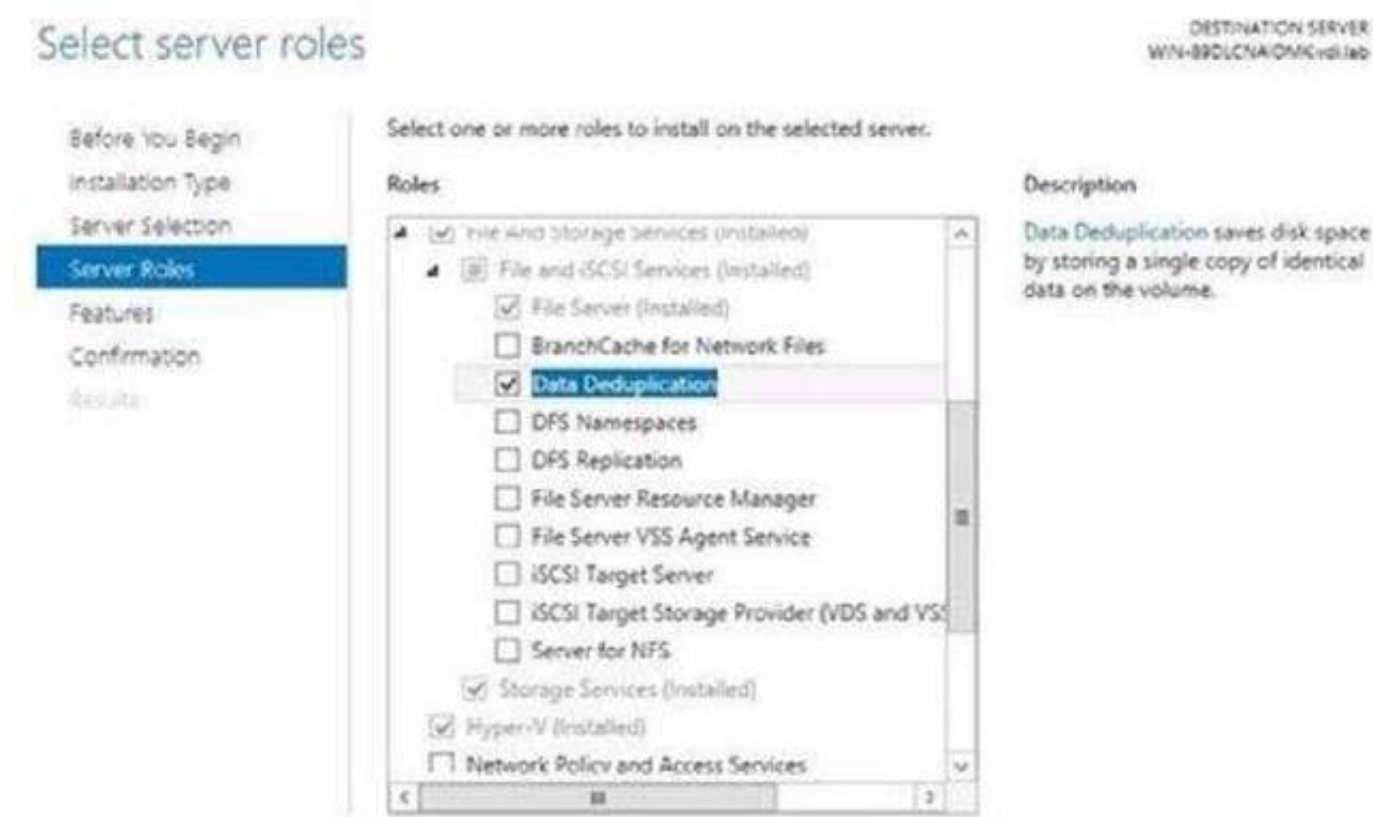 Select server roles
DESTINATION SERVER
Before You Begin
Installation Type
Server Selection
Server Roles
Features
Confirmation
Results
Select one or more roles to install on the selected server.
Roles
File And Storage Services (Installed)
File and iSCSI Services (Installed)
File Server (Installed)
BranchCache for Network Files
Data Deduplication
DFS Namespaces
DFS Replication
File Server Resource Manager
File Server VSS Agent Service
iSCSI Target Server
iSCSI Target Storage Provider (VDS and VSS
Server for NFS
Storage Services (Installed)
Hyper-V (Installed)
Network Policy and Access Services
Description
Data Deduplication saves disk space
by storing a single copy of identical
data on the volume.